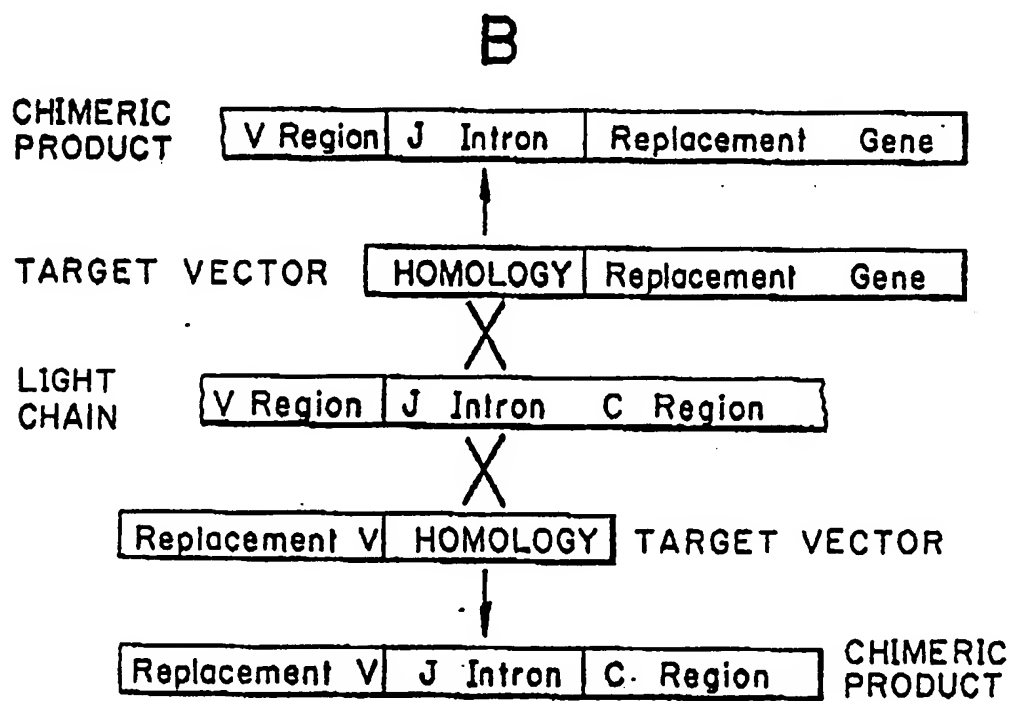 B
CHIMERIC
PRODUCT
V Region J Intron Replacement Gene
TARGET VECTOR
HOMOLOGY Replacement Gene
LIGHT
CHAIN
V Region J Intron C Region
Replacement V HOMOLOGY TARGET VECTOR
Replacement V J Intron C. Region
CHIMERIC
PRODUCT